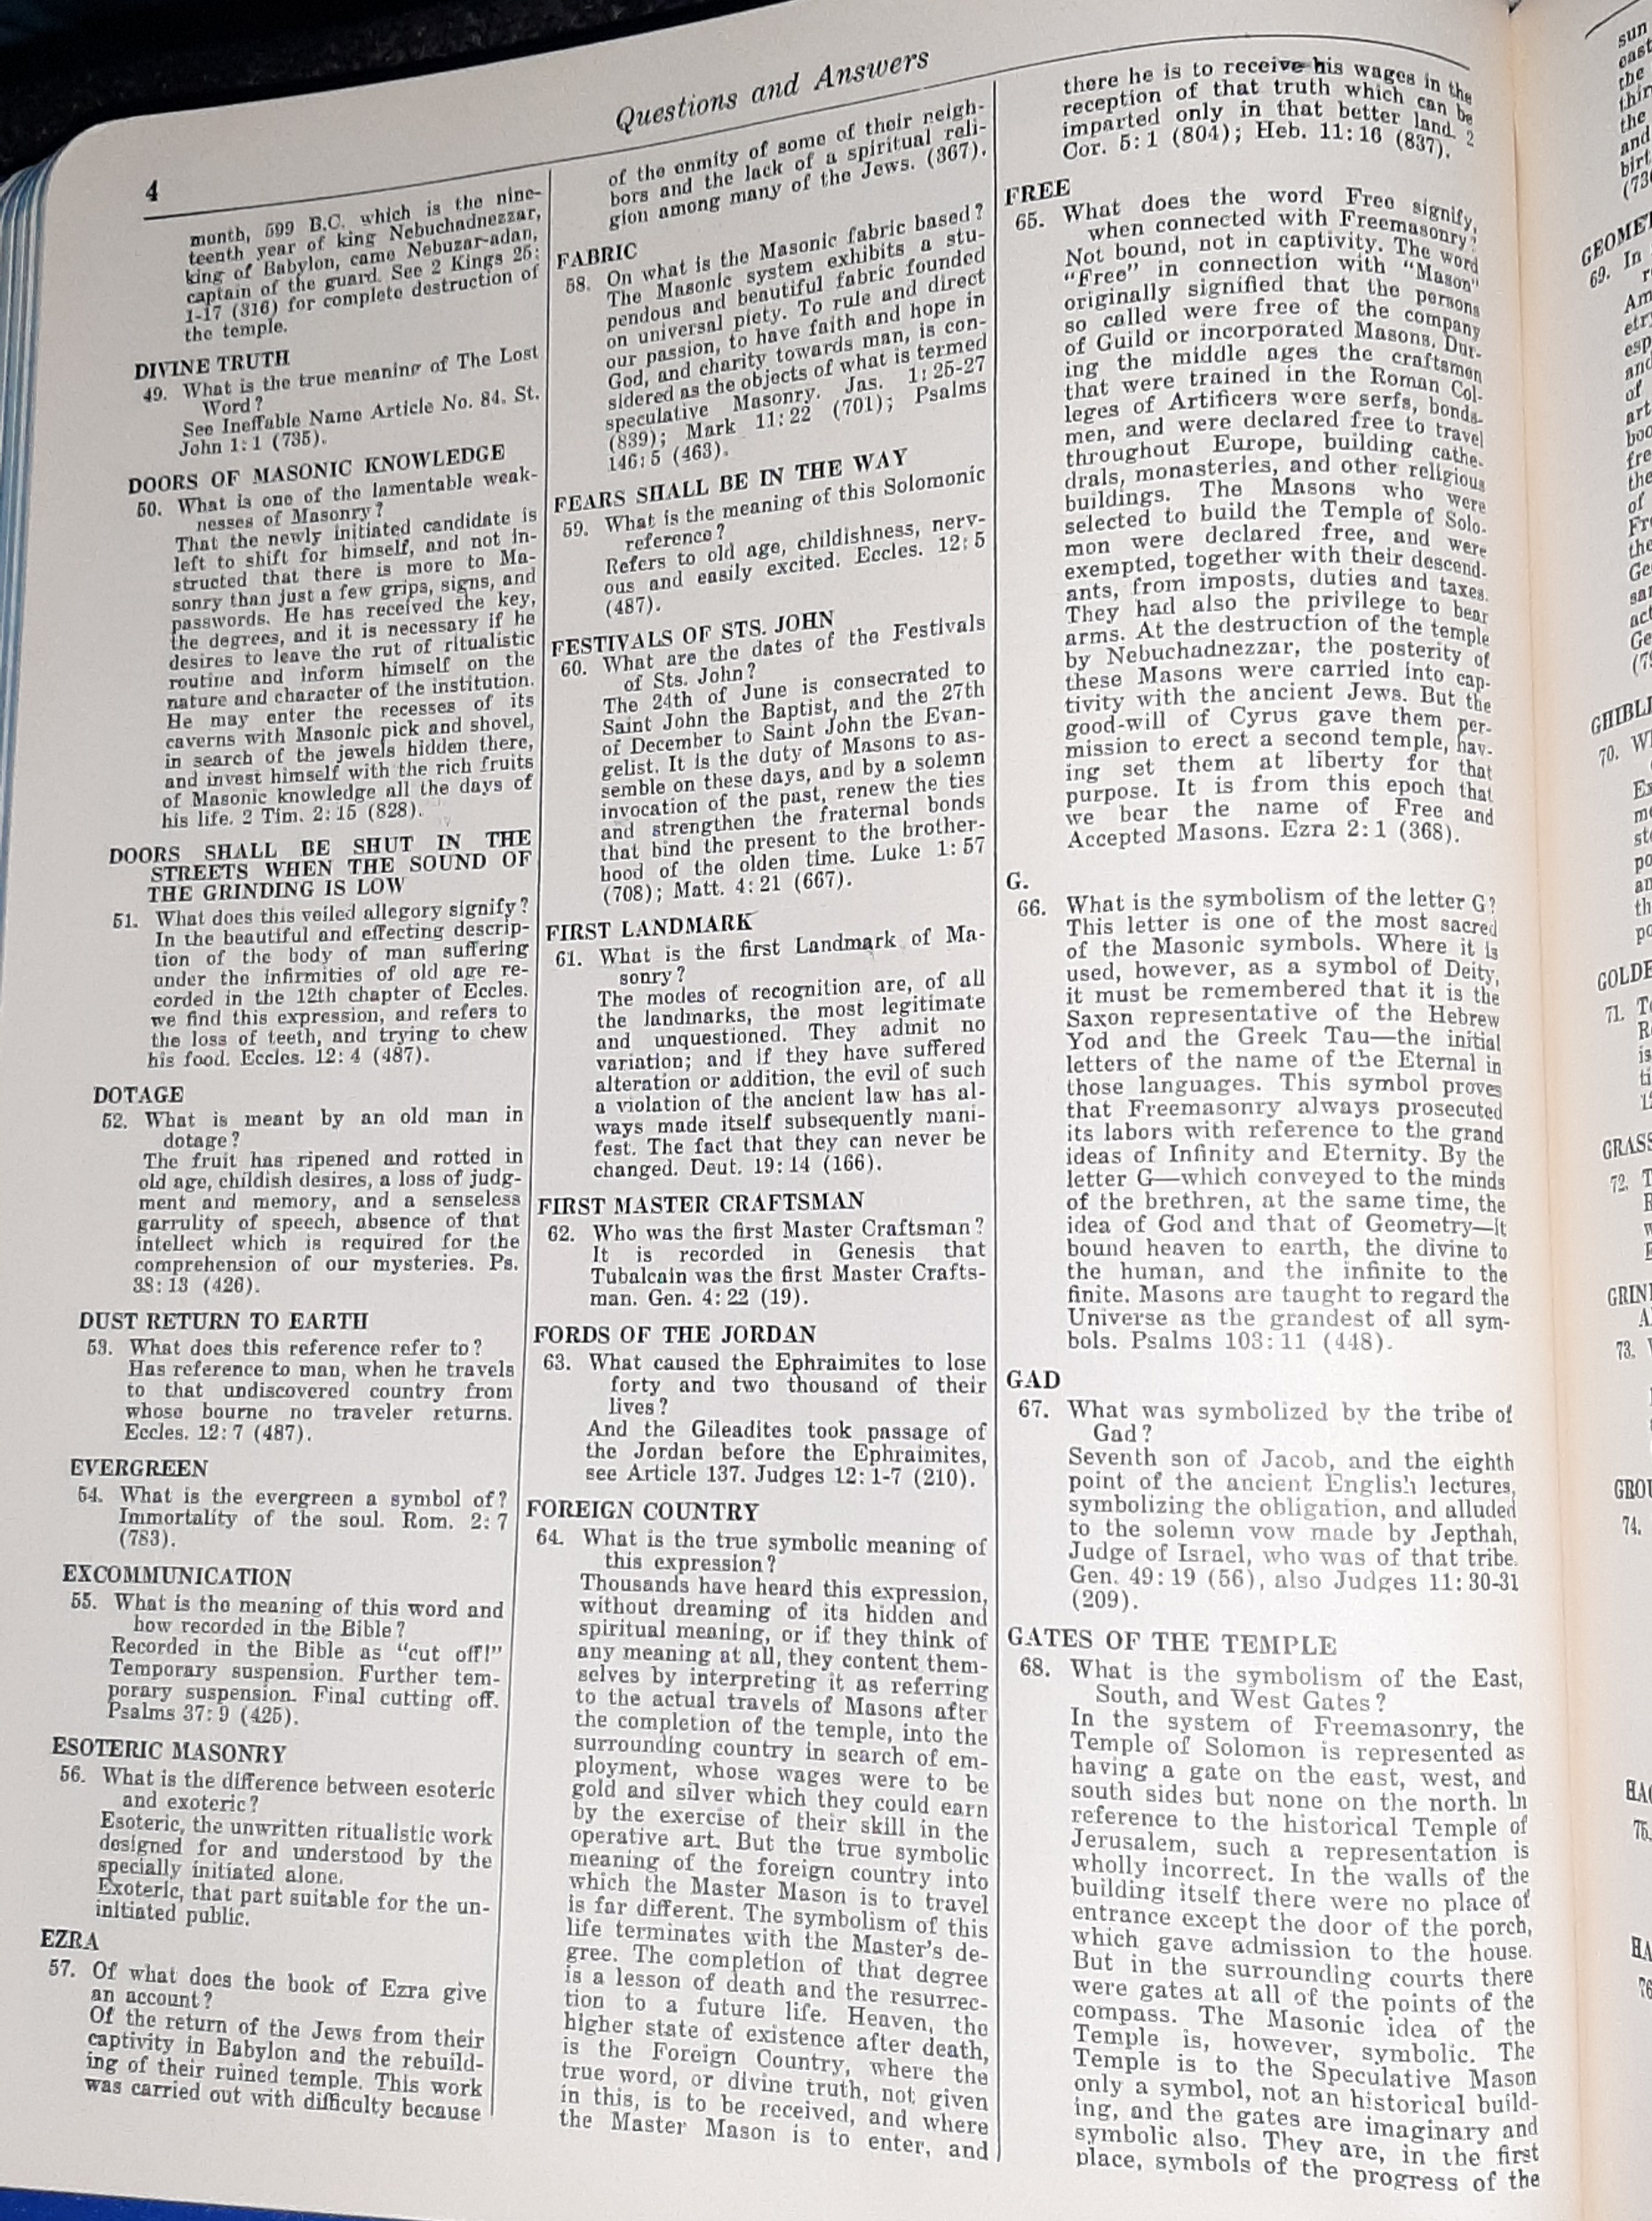 4
Questions and Answers
month, 599 B.C. which is the nine-
teenth year of king Nebuchadnezzar,
king of Babylon, came Nebuzar-adan,
captain of the guard. See 2 Kings 25:
1-17 (316) for complete destruction of
the temple.
DIVINE TRUTH
49. What is the true meaning of The Lost
Word?
See Ineffable Name Article No. 84. St.
John 1:1 (735).
DOORS OF MASONIC KNOWLEDGE
50. What is one of the lamentable weak-
nesses of Masonry?
That the newly initiated candidate is
left to shift for himself, and not in-
structed that there is more to Ma-
sonry than just a few grips, signs, and
passwords. He has received the key,
the degrees, and it is necessary if he
desires to leave the rut of ritualistic
routine and inform himself on the
nature and character of the institution.
He may enter the recesses of its
caverns with Masonic pick and shovel,
in search of the jewels hidden there,
and invest himself with the rich fruits
of Masonic knowledge all the days of
his life. 2 Tim. 2:15 (828).
DOORS SHALL BE SHUT IN THE
STREETS WHEN THE SOUND OF
THE GRINDING IS LOW
51. What does this veiled allegory signify?
In the beautiful and effecting descrip-
tion of the body of man suffering
under the infirmities of old age re-
corded in the 12th chapter of Eccles.
we find this expression, and refers to
the loss of teeth, and trying to chew
his food. Eccles. 12:4 (487).
DOTAGE
52. What is meant by an old man in
dotage?
The fruit has ripened and rotted in
old age, childish desires, a loss of judg-
ment and memory, and a senseless
garrulity of speech, absence of that
intellect which is required for the
comprehension of our mysteries. Ps.
38:13 (426).
DUST RETURN TO EARTH
53. What does this reference refer to?
Has reference to man, when he travels
to that undiscovered country from
whose bourne no traveler returns.
Eccles. 12:7 (487).
EVERGREEN
54. What is the evergreen a symbol of?
Immortality of the soul. Rom. 2:7
(783).
EXCOMMUNICATION
55. What is the meaning of this word and
how recorded in the Bible?
Recorded in the Bible as "cut off!"
Temporary suspension. Further tem-
porary suspension. Final cutting off.
Psalms 37:9 (425).
ESOTERIC MASONRY
56. What is the difference between esoteric
and exoteric?
Esoteric, the unwritten ritualistic work
designed for and understood by the
specially initiated alone.
Exoteric, that part suitable for the un-
initiated public.
EZRA
57. Of what does the book of Ezra give
an account?
Of the return of the Jews from their
captivity in Babylon and the rebuild-
ing of their ruined temple. This work
was carried out with difficulty because
of the enmity of some of their neigh-
bors and the lack of a spiritual reli-
gion among many of the Jews. (367).
FABRIC
58. On what is the Masonic fabric based?
The Masonic system exhibits a stu-
pendous and beautiful fabric founded
on universal piety. To rule and direct
our passion, to have faith and hope in
God, and charity towards man, is con-
sidered as the objects of what is termed
speculative Masonry. Jas. 1:25-27
(839); Mark 11:22 (701); Psalms
146:5 (463).
FEARS SHALL BE IN THE WAY
59. What is the meaning of this Solomonic
reference?
Refers to old age, childishness, nerv-
ous and easily excited. Eccles. 12:5
(487).
FESTIVALS OF STS. JOHN
60. What are the dates of the Festivals
of Sts. John?
The 24th of June is consecrated to
Saint John the Baptist, and the 27th
of December to Saint John the Evan-
gelist. It is the duty of Masons to as-
semble on these days, and by a solemn
invocation of the past, renew the ties
and strengthen the fraternal bonds
that bind the present to the brother-
hood of the olden time. Luke 1:57
(708); Matt. 4:21 (667).
FIRST LANDMARK
61. What is the first Landmark of Ma-
sonry?
The modes of recognition are, of all
the landmarks, the most legitimate
and unquestioned. They admit no
variation; and if they have suffered
alteration or addition, the evil of such
a violation of the ancient law has al-
ways made itself subsequently mani-
fest. The fact that they can never be
changed. Deut. 19:14 (166).
FIRST MASTER CRAFTSMAN
62. Who was the first Master Craftsman?
It is recorded in Genesis that
Tubalcain was the first Master Crafts-
man. Gen. 4:22 (19).
FORDS OF THE JORDAN
63. What caused the Ephraimites to lose
forty and two thousand of their
lives?
And the Gileadites took passage of
the Jordan before the Ephraimites,
see Article 137. Judges 12:1-7 (210).
FOREIGN COUNTRY
64. What is the true symbolic meaning of
this expression?
Thousands have heard this expression,
without dreaming of its hidden and
spiritual meaning, or if they think of
any meaning at all, they content them-
selves by interpreting it as referring
to the actual travels of Masons after
the completion of the temple, into the
surrounding country in search of em-
ployment, whose wages were to be
gold and silver which they could earn
by the exercise of their skill in the
operative art. But the true symbolic
meaning of the foreign country into
which the Master Mason is to travel
is far different. The symbolism of this
life terminates with the Master's de-
gree. The completion of that degree
is a lesson of death and the resurrec-
tion to a future life. Heaven, the
higher state of existence after death,
is the Foreign Country, where the
true word, or divine truth, not given
in this, is to be received, and where
the Master Mason is to enter, and
there he is to receive his wages in the
reception of that truth which can be
imparted only in that better land. 2
Cor. 5:1 (804); Heb. 11:16 (837).
FREE
65. What does the word Free signify,
when connected with Freemasonry?
Not bound, not in captivity. The word
"Free" in connection with "Mason"
originally signified that the persons
so called were free of the company
of Guild or incorporated Masons. Dur-
ing the middle ages the craftsmen
that were trained in the Roman Col-
leges of Artificers were serfs, bonds-
men, and were declared free to travel
throughout Europe, building cathe-
drals, monasteries, and other religious
buildings. The Masons who were
selected to build the Temple of Solo-
mon were declared free, and were
exempted, together with their descend-
ants, from imposts, duties and taxes.
They had also the privilege to bear
arms. At the destruction of the temple
by Nebuchadnezzar, the posterity of
these Masons were carried into cap-
tivity with the ancient Jews. But the
good-will of Cyrus gave them per-
mission to erect a second temple, hav-
ing set them at liberty for that
purpose. It is from this epoch that
we bear the name of Free and
Accepted Masons. Ezra 2:1 (368).
G.
66. What is the symbolism of the letter G?
This letter is one of the most sacred
of the Masonic symbols. Where it is
used, however, as a symbol of Deity,
it must be remembered that it is the
Saxon representative of the Hebrew
Yod and the Greek Tau—the initial
letters of the name of the Eternal in
those languages. This symbol proves
that Freemasonry always prosecuted
its labors with reference to the grand
ideas of Infinity and Eternity. By the
letter G—which conveyed to the minds
of the brethren, at the same time, the
idea of God and that of Geometry—it
bound heaven to earth, the divine to
the human, and the infinite to the
finite. Masons are taught to regard the
Universe as the grandest of all sym-
bols. Psalms 103:11 (448).
GAD
67. What was symbolized by the tribe of
Gad?
Seventh son of Jacob, and the eighth
point of the ancient English lectures,
symbolizing the obligation, and alluded
to the solemn vow made by Jepthah,
Judge of Israel, who was of that tribe.
Gen. 49:19 (56), also Judges 11:30-31
(209).
GATES OF THE TEMPLE
68. What is the symbolism of the East,
South, and West Gates?
In the system of Freemasonry, the
Temple of Solomon is represented as
having a gate on the east, west, and
south sides but none on the north. In
reference to the historical Temple of
Jerusalem, such a representation is
wholly incorrect. In the walls of the
building itself there were no place of
entrance except the door of the porch,
which gave admission to the house.
But in the surrounding courts there
were gates at all of the points of the
compass. The Masonic idea of the
Temple is, however, symbolic. The
Temple is to the Speculative Mason
only a symbol, not an historical build-
ing, and the gates are imaginary and
symbolic also. They are, in the first
place, symbols of the progress of the
sun
east
the
the
and
69. In
of
70.
71.
72.
73.
74.